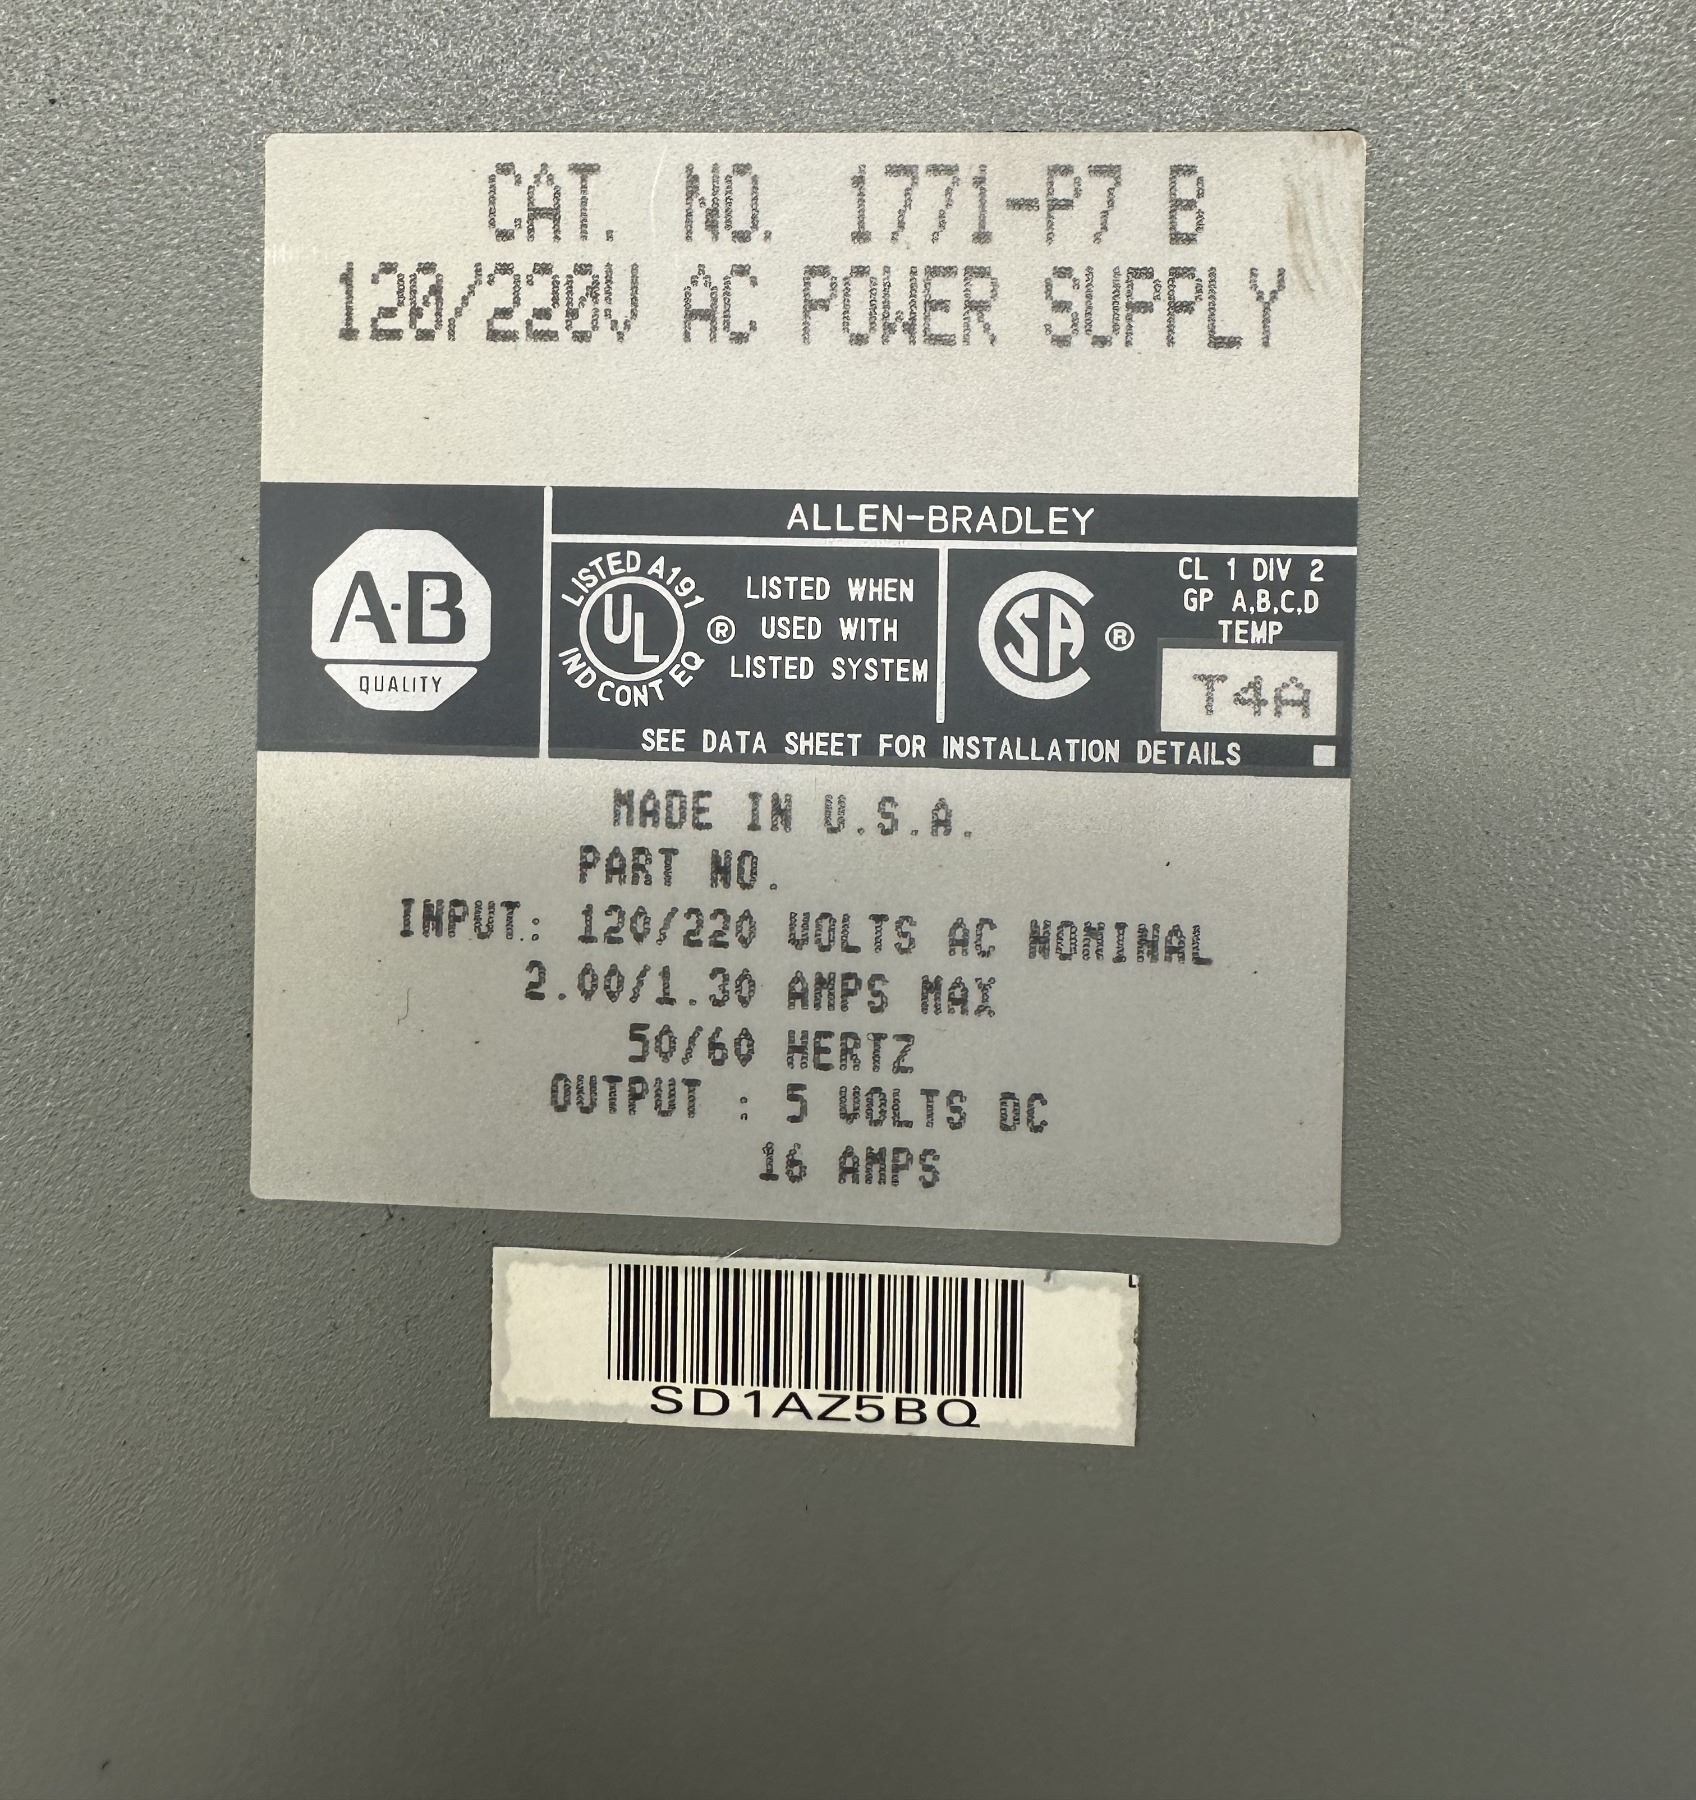 CAT. NO. 1771-P7 B
120/220V AC POWER SUPPLY
ALLEN-BRADLEY
A-B
QUALITY
LISTED A191
UL
IND CONT EQ
®
LISTED WHEN
USED WITH
LISTED SYSTEM
CSA ®
CL 1 DIV 2
GP A,B,C,D
TEMP
T4A
SEE DATA SHEET FOR INSTALLATION DETAILS
MADE IN U.S.A.
PART NO.
INPUT: 120/220 VOLTS AC NOMINAL
2.00/1.30 AMPS MAX
50/60 HERTZ
OUTPUT : 5 VOLTS DC
16 AMPS
SD1AZ5BQ